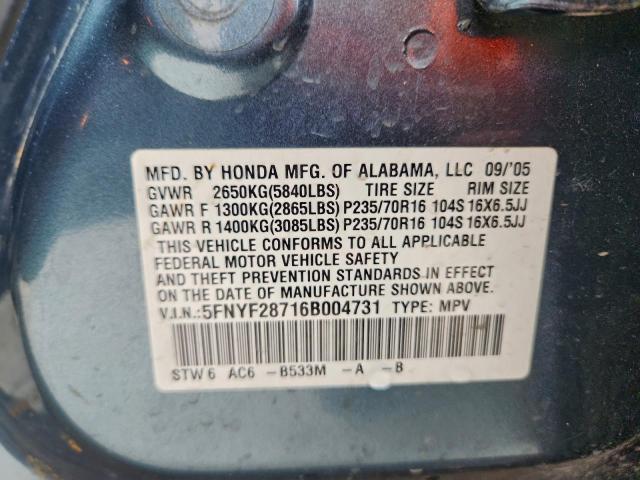 MFD. BY HONDA MFG. OF ALABAMA, LLC 09/'05
GVWR 2650KG(5840LBS) TIRE SIZE RIM SIZE
GAWR F 1300KG(2865LBS) P235/70R16 104S 16X6.5JJ
GAWR R 1400KG(3085LBS) P235/70R16 104S 16X6.5JJ
THIS VEHICLE CONFORMS TO ALL APPLICABLE
FEDERAL MOTOR VEHICLE SAFETY
AND THEFT PREVENTION STANDARDS IN EFFECT
ON THE DATE OF MANUFACTURE SHOWN ABOVE.
V.I.N.:5FNYF28716B004731 TYPE: MPV
STW6 AC6 -B533M -A -B